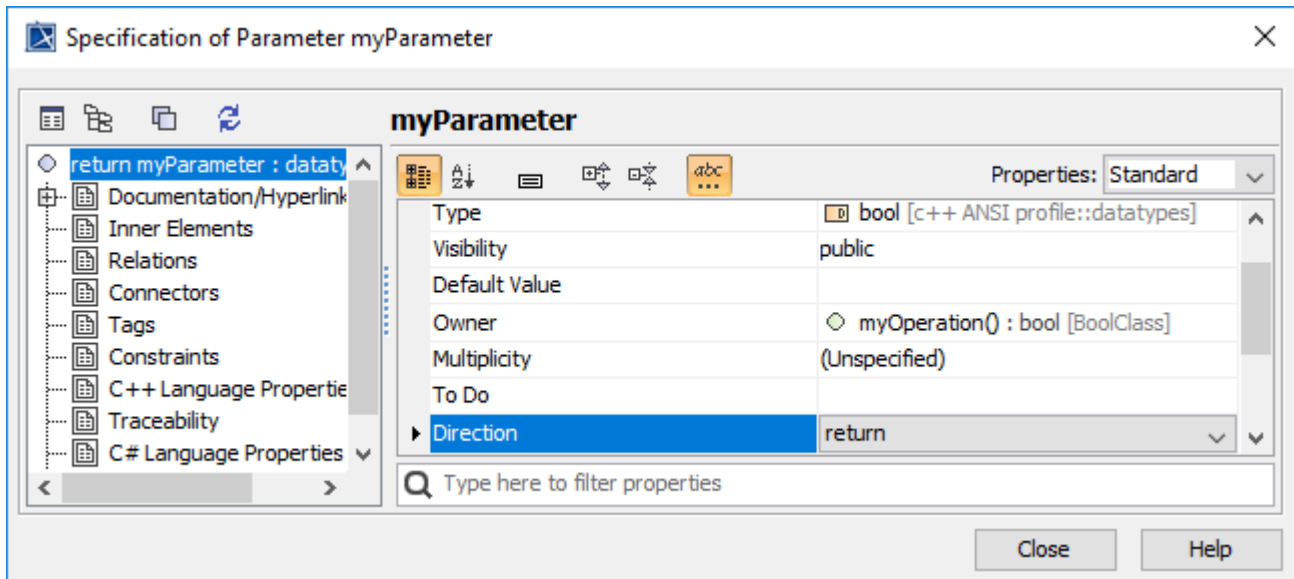 Specification of Parameter myParameter
myParameter
return myParameter : dataty
Documentation/Hyperlink
Inner Elements
Relations
Connectors
Tags
Constraints
C++ Language Propertie
Traceability
C# Language Properties
Properties: Standard
Type bool [c++ ANSI profile::datatypes]
Visibility public
Default Value
Owner myOperation() : bool [BoolClass]
Multiplicity (Unspecified)
To Do
Direction return
Type here to filter properties
Close Help